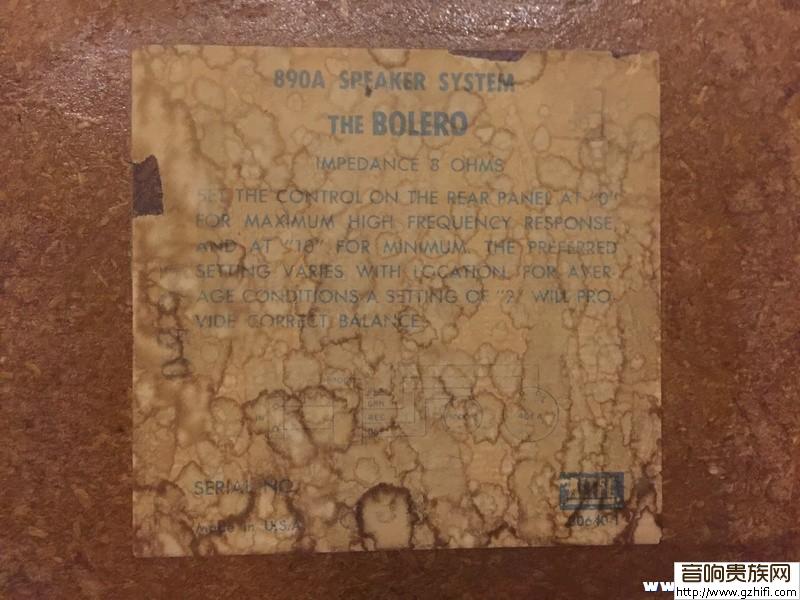 890A SPEAKER SYSTEM
THE BOLERO
IMPEDANCE 8 OHMS
SET THE CONTROL ON THE REAR PANEL AT "0"
FOR MAXIMUM HIGH FREQUENCY RESPONSE
AND AT "10" FOR MINIMUM. THE PREFERRED
SETTING VARIES WITH LOCATION. FOR AVER-
AGE CONDITIONS A SETTING OF "2" WILL PRO-
VIDE CORRECT BALANCE.
SERIAL NO.
Made in U.S.A.
音响贵族网
http://www.gzhifi.com